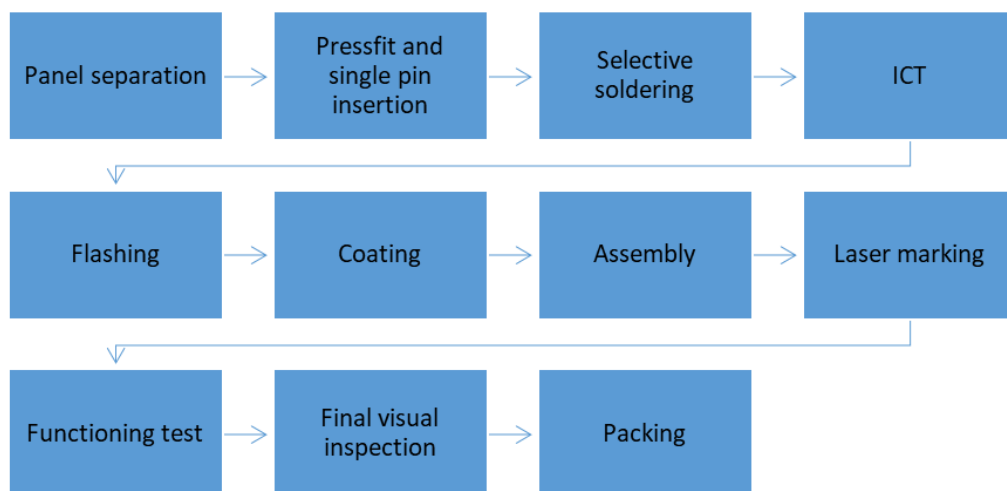 Panel separation
Pressfit and
single pin
insertion
Selective
soldering
ICT
Flashing
Coating
Assembly
Laser marking
Functioning test
Final visual
inspection
Packing